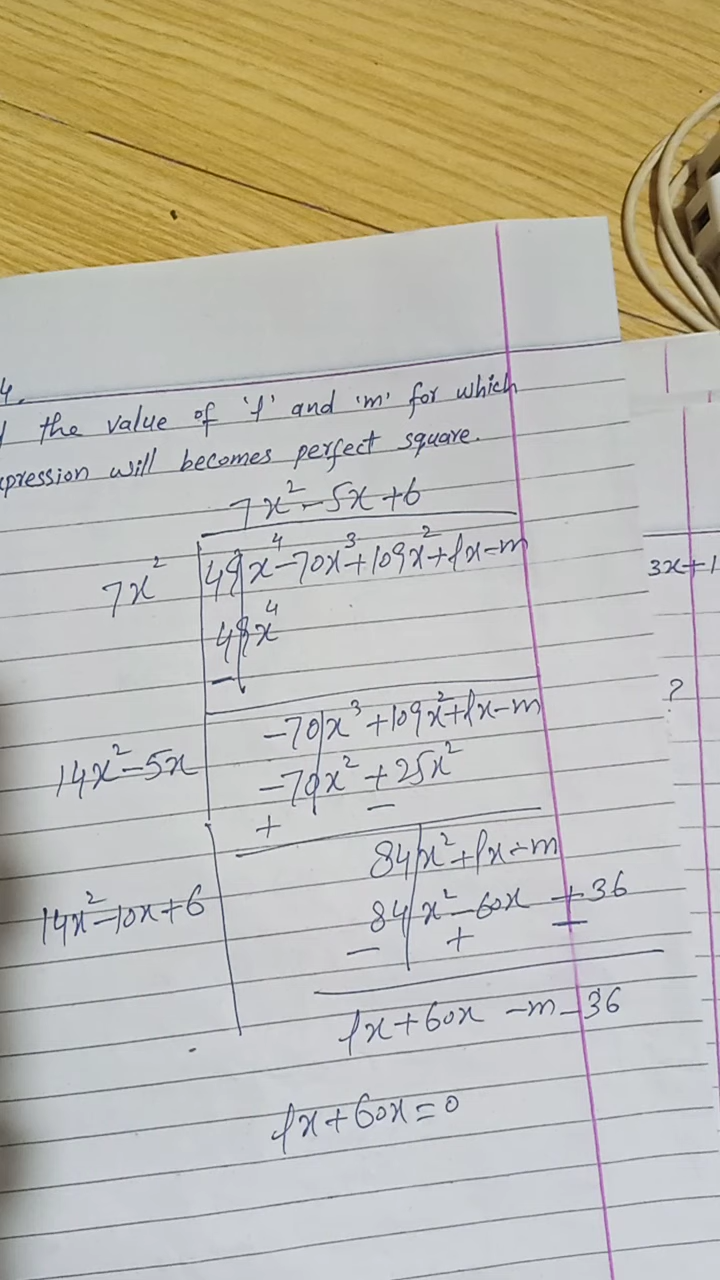 4.
the value of 'l' and 'm' for which
xpression will becomes perfect square.
7x² - 5x + 6
7x² 49x⁴ - 70x³ + 109x² + lx - m
49x⁴
-
-70x³ + 109x² + lx - m
14x² - 5x -70x² + 25x²
+ -
84x² + lx - m
14x² - 10x + 6 84x² - 60x + 36
- + -
lx + 60x - m - 36
lx + 60x = 0
3x + 1
?